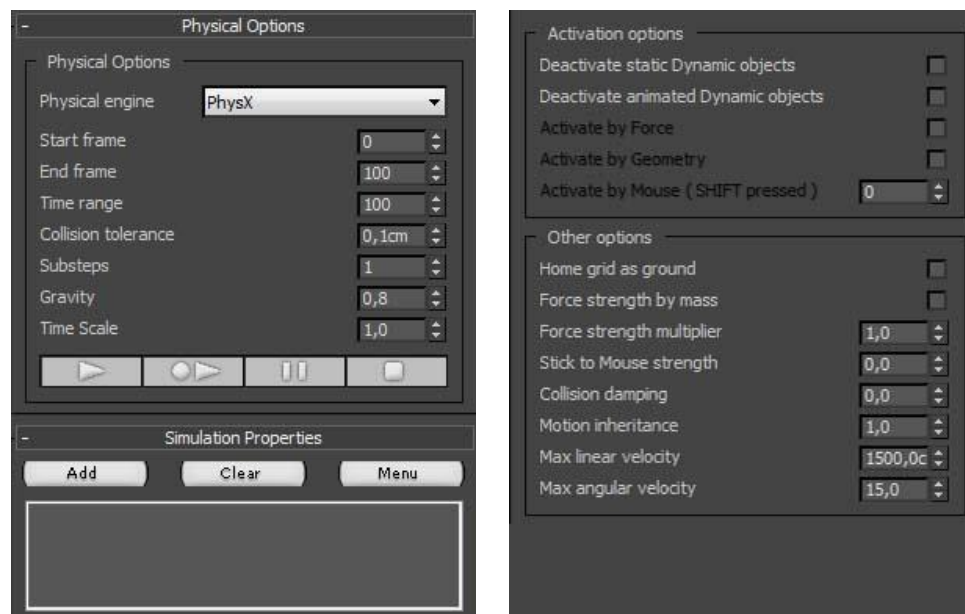 - Physical Options
Physical Options
Physical engine PhysX
Start frame 0
End frame 100
Time range 100
Collision tolerance 0,1cm
Substeps 1
Gravity 0,8
Time Scale 1,0
- Simulation Properties
Add Clear Menu
Activation options
Deactivate static Dynamic objects
Deactivate animated Dynamic objects
Activate by Force
Activate by Geometry
Activate by Mouse ( SHIFT pressed ) 0
Other options
Home grid as ground
Force strength by mass
Force strength multiplier 1,0
Stick to Mouse strength 0,0
Collision damping 0,0
Motion inheritance 1,0
Max linear velocity 1500,0c
Max angular velocity 15,0